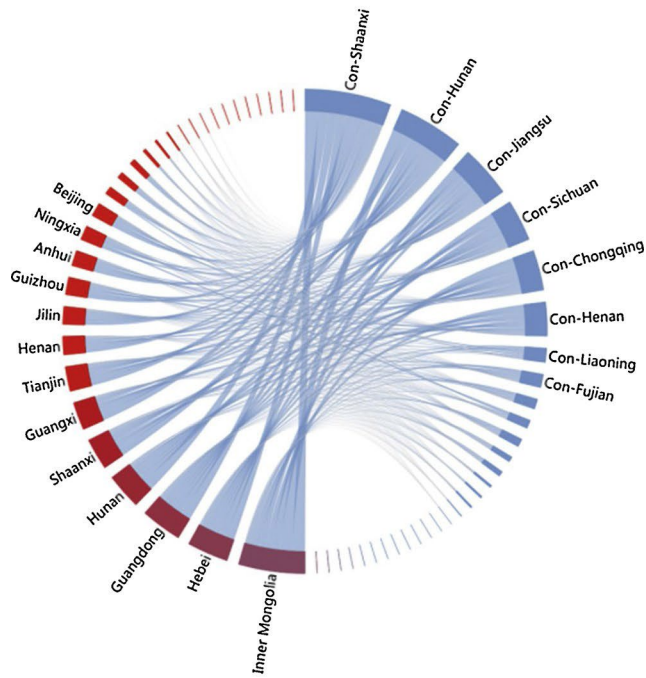 Con-Shaanxi
Con-Hunan
Con-Jiangsu
Con-Sichuan
Con-Chongqing
Con-Henan
Con-Liaoning
Con-Fujian
Beijing
Ningxia
Anhui
Guizhou
Jilin
Henan
Tianjin
Guangxi
Shaanxi
Hunan
Guangdong
Hebei
Inner Mongolia